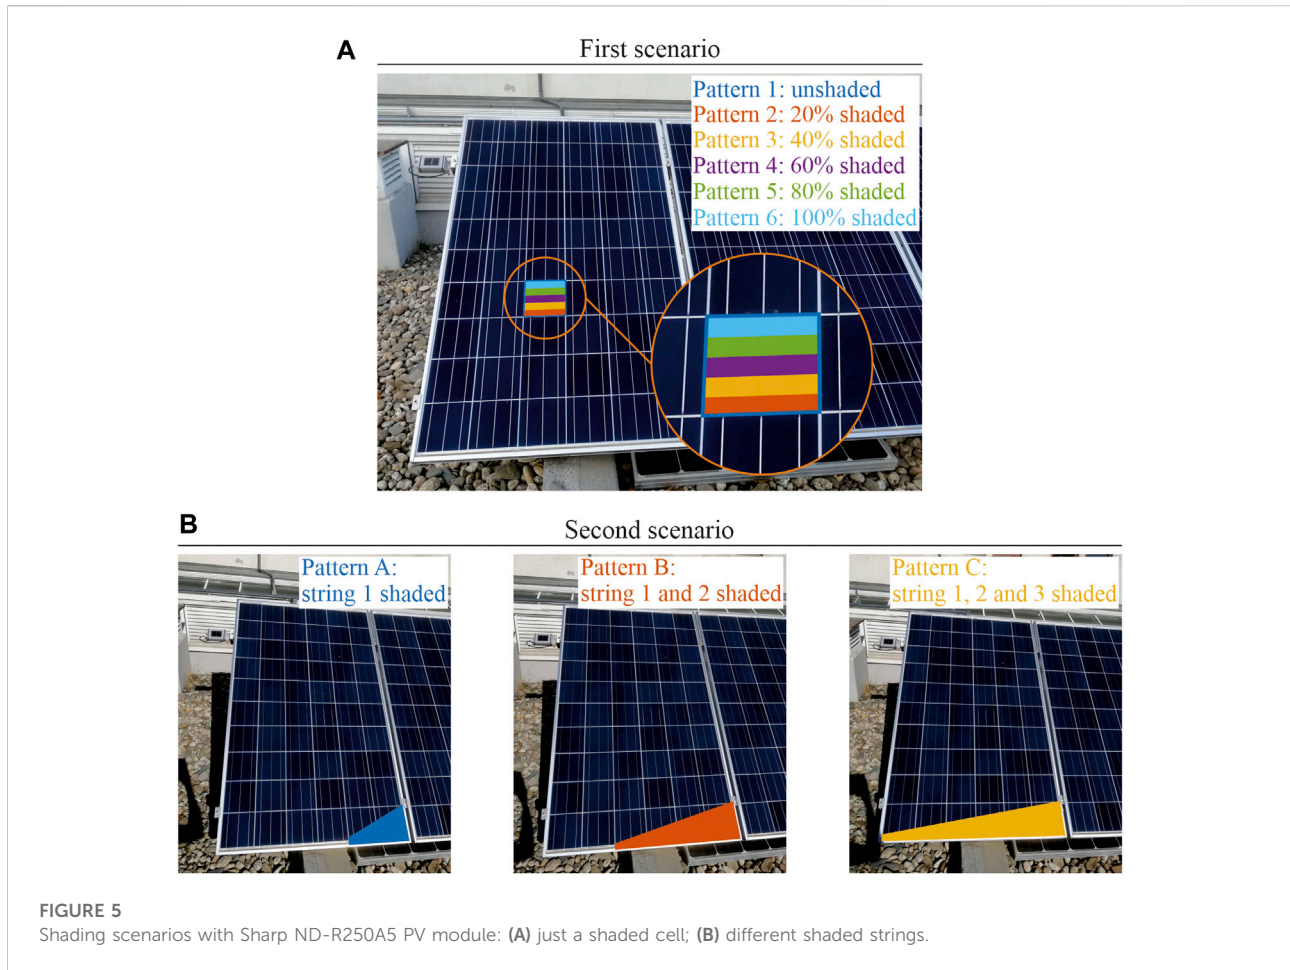 A
First scenario
Pattern 1: unshaded
Pattern 2: 20% shaded
Pattern 3: 40% shaded
Pattern 4: 60% shaded
Pattern 5: 80% shaded
Pattern 6: 100% shaded
B
Second scenario
Pattern A:
string 1 shaded
Pattern B:
string 1 and 2 shaded
Pattern C:
string 1, 2 and 3 shaded
FIGURE 5
Shading scenarios with Sharp ND-R250A5 PV module: (A) just a shaded cell; (B) different shaded strings.